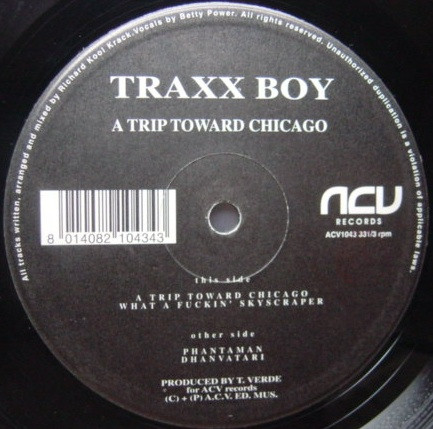 All tracks written, arranged and mixed by Richard Kool Krack.Vocals by Betty Power. All rights reserved. Unauthorized duplication is a violation of applicable laws.
TRAXX BOY
A TRIP TOWARD CHICAGO
8 014082 104343
ACV
RECORDS
ACV1043 331/3 rpm
this side
A TRIP TOWARD CHICAGO
WHAT A FUCKIN' SKYSCRAPER
other side
PHANTAMAN
DHANVATARI
PRODUCED BY T. VERDE
for ACV records
(C) + (P) A.C.V. ED. MUS.